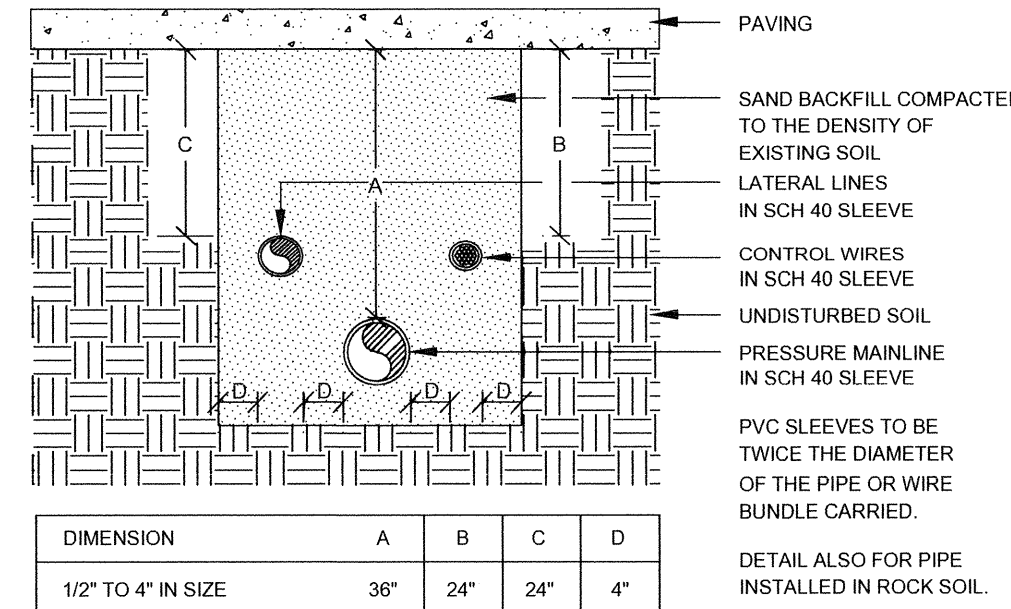 PAVING
SAND BACKFILL COMPACTED
TO THE DENSITY OF
EXISTING SOIL
LATERAL LINES
IN SCH 40 SLEEVE
CONTROL WIRES
IN SCH 40 SLEEVE
UNDISTURBED SOIL
PRESSURE MAINLINE
IN SCH 40 SLEEVE
PVC SLEEVES TO BE
TWICE THE DIAMETER
OF THE PIPE OR WIRE
BUNDLE CARRIED.
DETAIL ALSO FOR PIPE
INSTALLED IN ROCK SOIL.
C
A
B
D D D D
DIMENSION A B C D
1/2" TO 4" IN SIZE 36" 24" 24" 4"